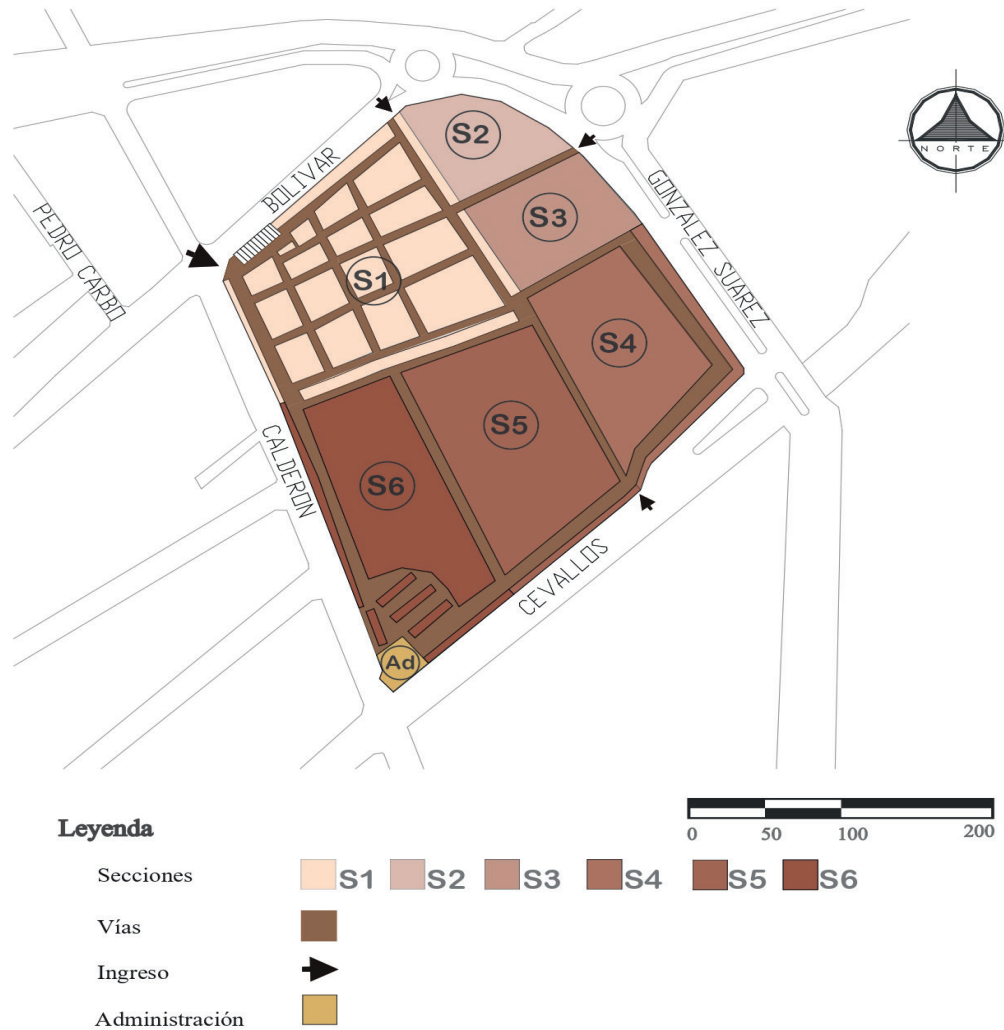 BOLIVAR
PEDRO CARBO
GONZALEZ SUAREZ
CALDERON
CEVALLOS
NORTE
S2
S3
S1
S4
S5
S6
Ad
0 50 100 200
Leyenda
Secciones S1 S2 S3 S4 S5 S6
Vías
Ingreso
Administración